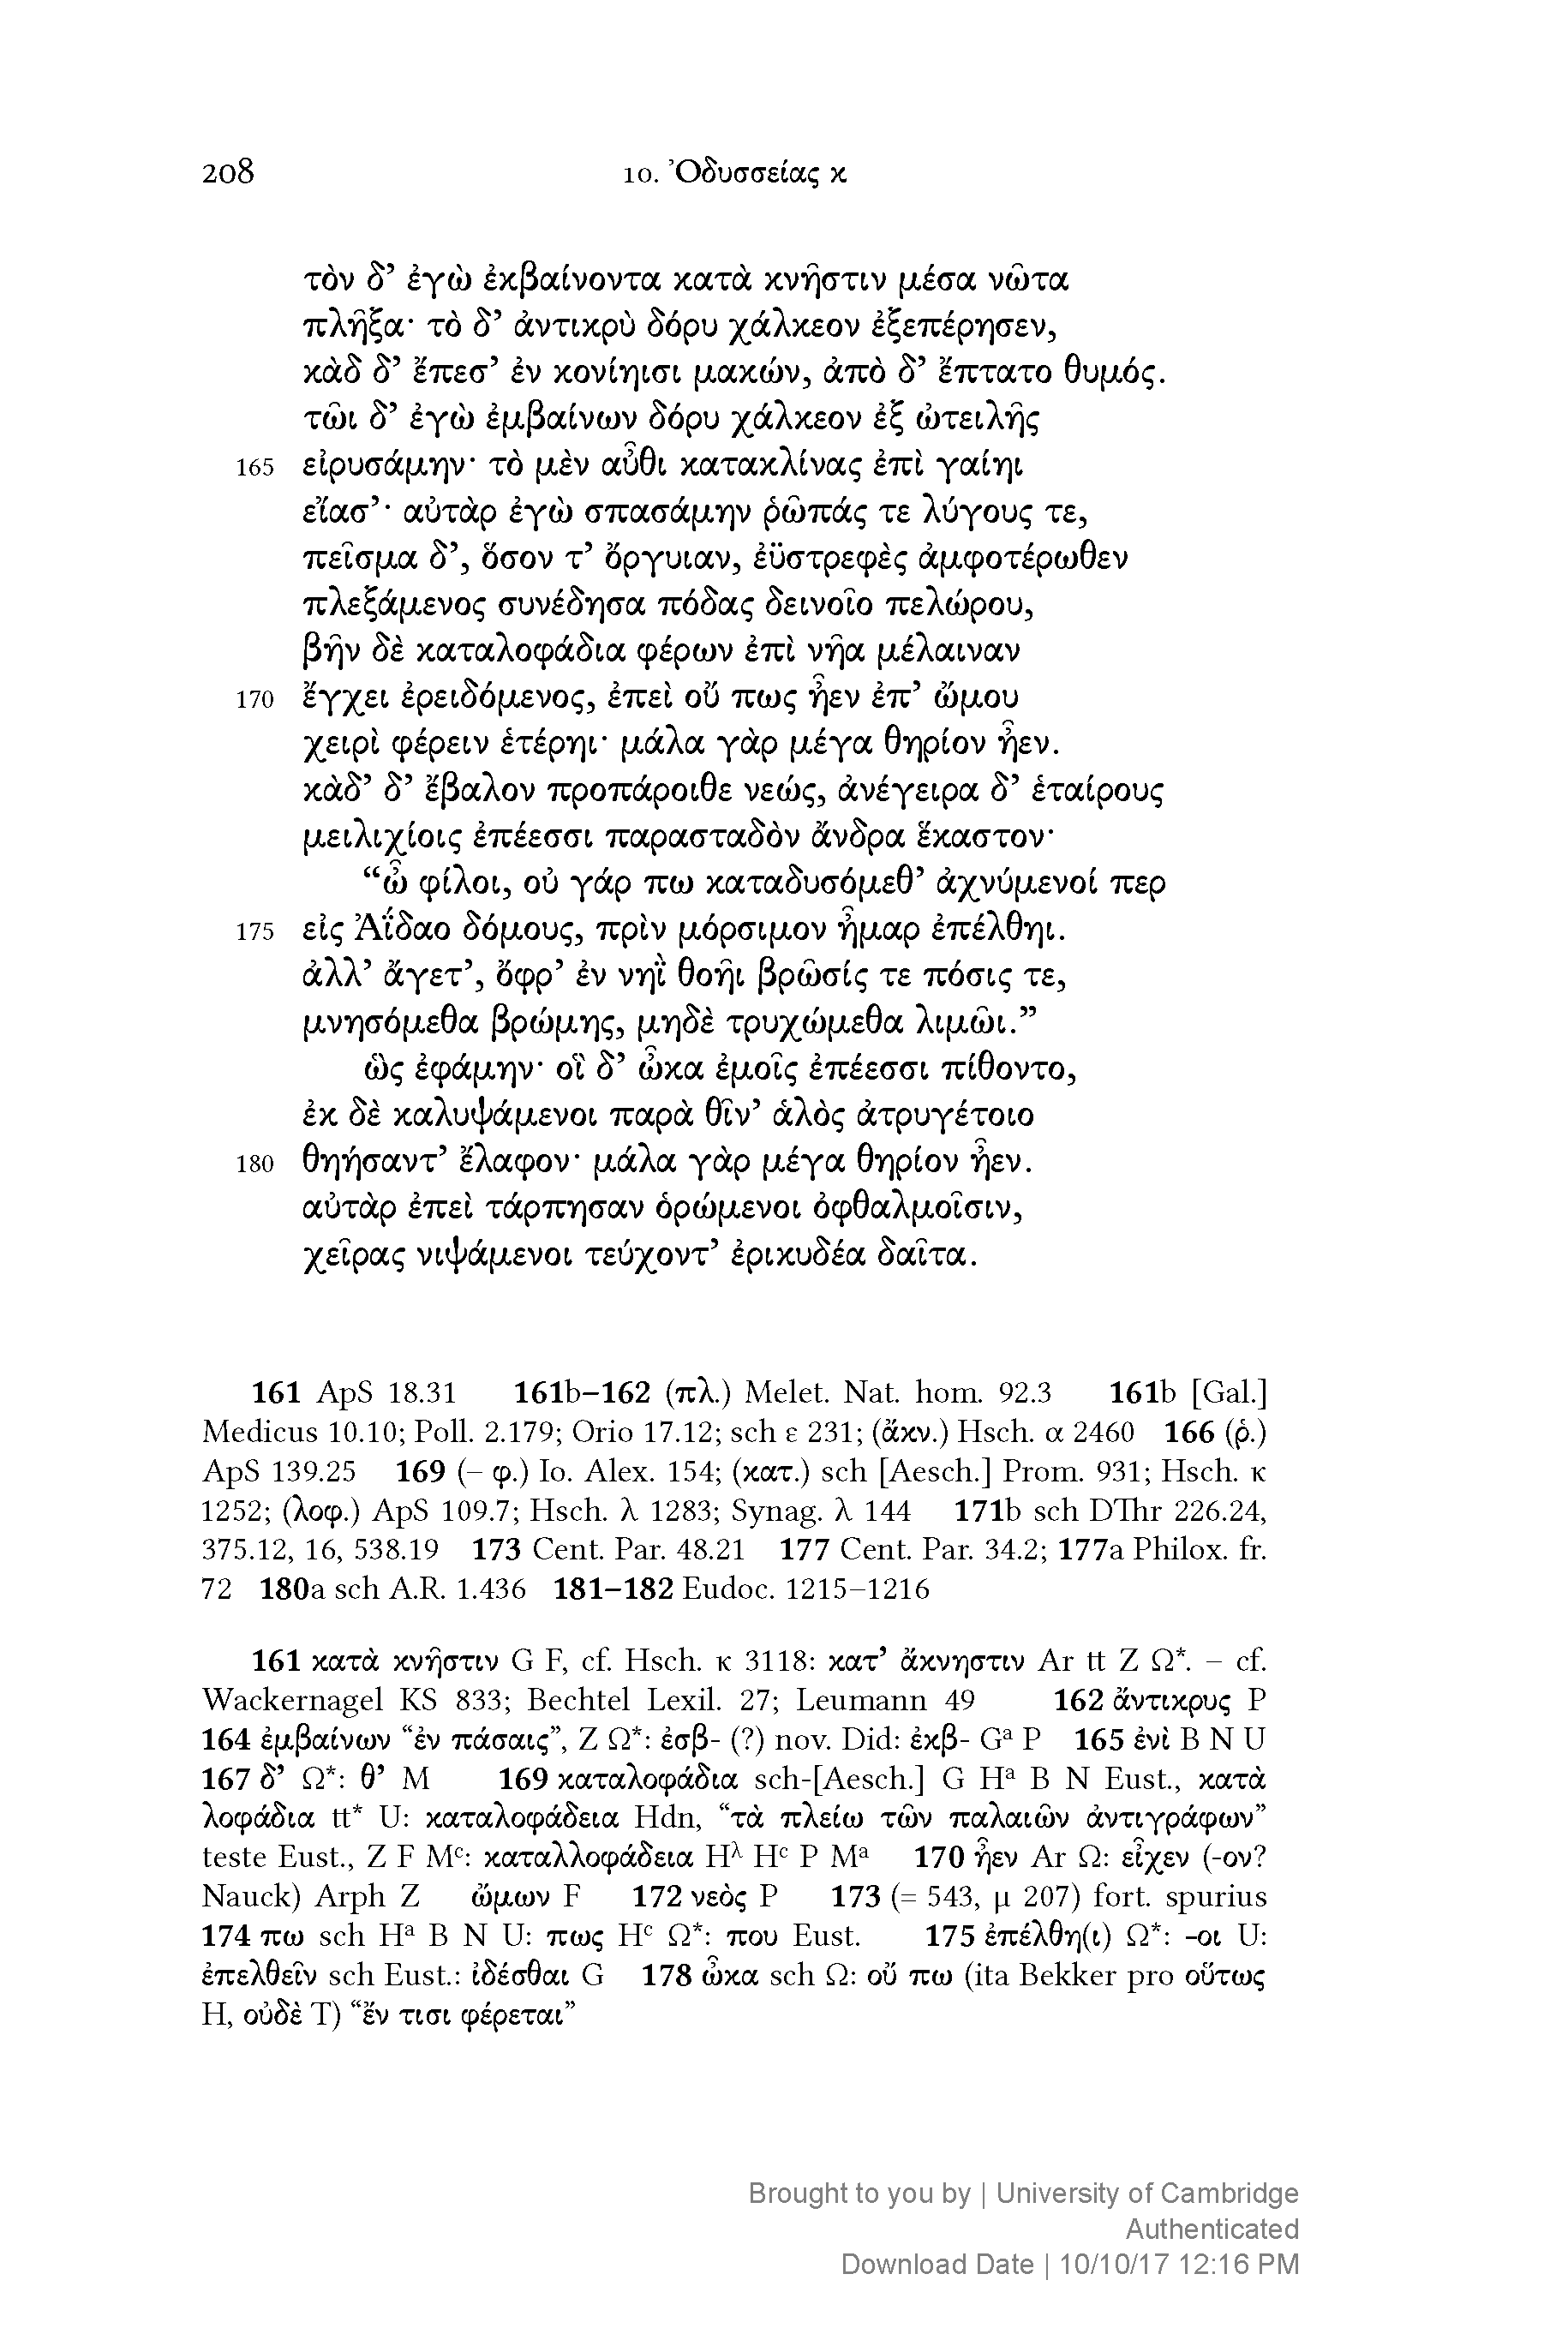 208 10. Ὀδυσσείας κ
τὸν δ’ ἐγὼ ἐκβαίνοντα κατὰ κνῆστιν μέσα νῶτα
πλῆξα· τὸ δ’ ἀντικρὺ δόρυ χάλκεον ἐξεπέρησεν,
κὰδ δ’ ἔπεσ’ ἐν κονίηισι μακών, ἀπὸ δ’ ἔπτατο θυμός.
τῶι δ’ ἐγὼ ἐμβαίνων δόρυ χάλκεον ἐξ ὠτειλῆς
165 εἰρυσάμην· τὸ μὲν αὖθι κατακλίνας ἐπὶ γαίηι
εἴασ’· αὐτὰρ ἐγὼ σπασάμην ῥῶπάς τε λύγους τε,
πεῖσμα δ’, ὅσον τ’ ὄργυιαν, ἐϋστρεφὲς ἀμφοτέρωθεν
πλεξάμενος συνέδησα πόδας δεινοῖο πελώρου,
βῆν δὲ καταλοφάδια φέρων ἐπὶ νῆα μέλαιναν
170 ἔγχει ἐρειδόμενος, ἐπεὶ οὔ πως ἦεν ἐπ’ ὤμου
χειρὶ φέρειν ἑτέρηι· μάλα γὰρ μέγα θηρίον ἦεν.
κὰδ’ δ’ ἔβαλον προπάροιθε νεώς, ἀνέγειρα δ’ ἑταίρους
μειλιχίοις ἐπέεσσι παρασταδὸν ἄνδρα ἕκαστον·
“ὦ φίλοι, οὐ γάρ πω καταδυσόμεθ’ ἀχνύμενοί περ
175 εἰς Ἀΐδαο δόμους, πρὶν μόρσιμον ἦμαρ ἐπέλθηι.
ἀλλ’ ἄγετ’, ὄφρ’ ἐν νηῒ θοῆι βρῶσίς τε πόσις τε,
μνησόμεθα βρώμης, μηδὲ τρυχώμεθα λιμῶι.”
ὣς ἐφάμην· οἳ δ’ ὦκα ἐμοῖς ἐπέεσσι πίθοντο,
ἐκ δὲ καλυψάμενοι παρὰ θῖν’ ἁλὸς ἀτρυγέτοιο
180 θηήσαντ’ ἔλαφον· μάλα γὰρ μέγα θηρίον ἦεν.
αὐτὰρ ἐπεὶ τάρπησαν ὁρώμενοι ὀφθαλμοῖσιν,
χεῖρας νιψάμενοι τεύχοντ’ ἐρικυδέα δαῖτα.
161 ApS 18.31 161b–162 (πλ.) Melet. Nat. hom. 92.3 161b [Gal.]
Medicus 10.10; Poll. 2.179; Orio 17.12; sch ε 231; (ἄκν.) Hsch. α 2460 166 (ῥ.)
ApS 139.25 169 (– φ.) Io. Alex. 154; (κατ.) sch [Aesch.] Prom. 931; Hsch. κ
1252; (λοφ.) ApS 109.7; Hsch. λ 1283; Synag. λ 144 171b sch DThr 226.24,
375.12, 16, 538.19 173 Cent. Par. 48.21 177 Cent. Par. 34.2; 177a Philox. fr.
72 180a sch A.R. 1.436 181–182 Eudoc. 1215–1216
161 κατὰ κνῆστιν G F, cf. Hsch. κ 3118: κατ’ ἄκνηστιν Ar tt Z Ω*. – cf.
Wackernagel KS 833; Bechtel Lexil. 27; Leumann 49 162 ἄντικρυς P
164 ἐμβαίνων “ἐν πάσαις”, Z Ω*: ἐσβ- (?) nov. Did: ἐκβ- Gᵃ P 165 ἐνὶ B N U
167 δ’ Ω*: θ’ M 169 καταλοφάδια sch-[Aesch.] G Hᵃ B N Eust., κατὰ
λοφάδια tt* U: καταλοφάδεια Hdn, “τὰ πλείω τῶν παλαιῶν ἀντιγράφων”
teste Eust., Z F Mᶜ: καταλλοφάδεια H^λ Hᶜ P Mᵃ 170 ἦεν Ar Ω: εἶχεν (-ον?
Nauck) Arph Z ὤμων F 172 νεὸς P 173 (= 543, μ 207) fort. spurius
174 πω sch Hᵃ B N U: πως Hᶜ Ω*: που Eust. 175 ἐπέλθη(ι) Ω*: -οι U:
ἐπελθεῖν sch Eust.: ἱδέσθαι G 178 ὦκα sch Ω: οὔ πω (ita Bekker pro οὕτως
H, οὐδὲ T) “ἔν τισι φέρεται”
Brought to you by | University of Cambridge
Authenticated
Download Date | 10/10/17 12:16 PM